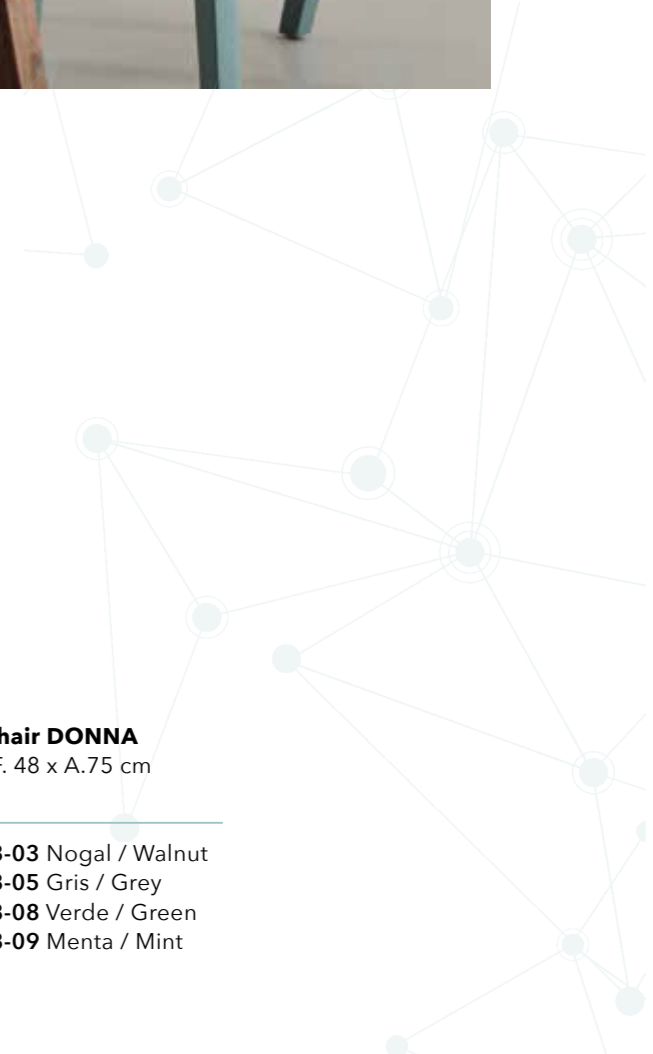 hair DONNA
F. 48 x A.75 cm
3-03 Nogal / Walnut
3-05 Gris / Grey
3-08 Verde / Green
3-09 Menta / Mint